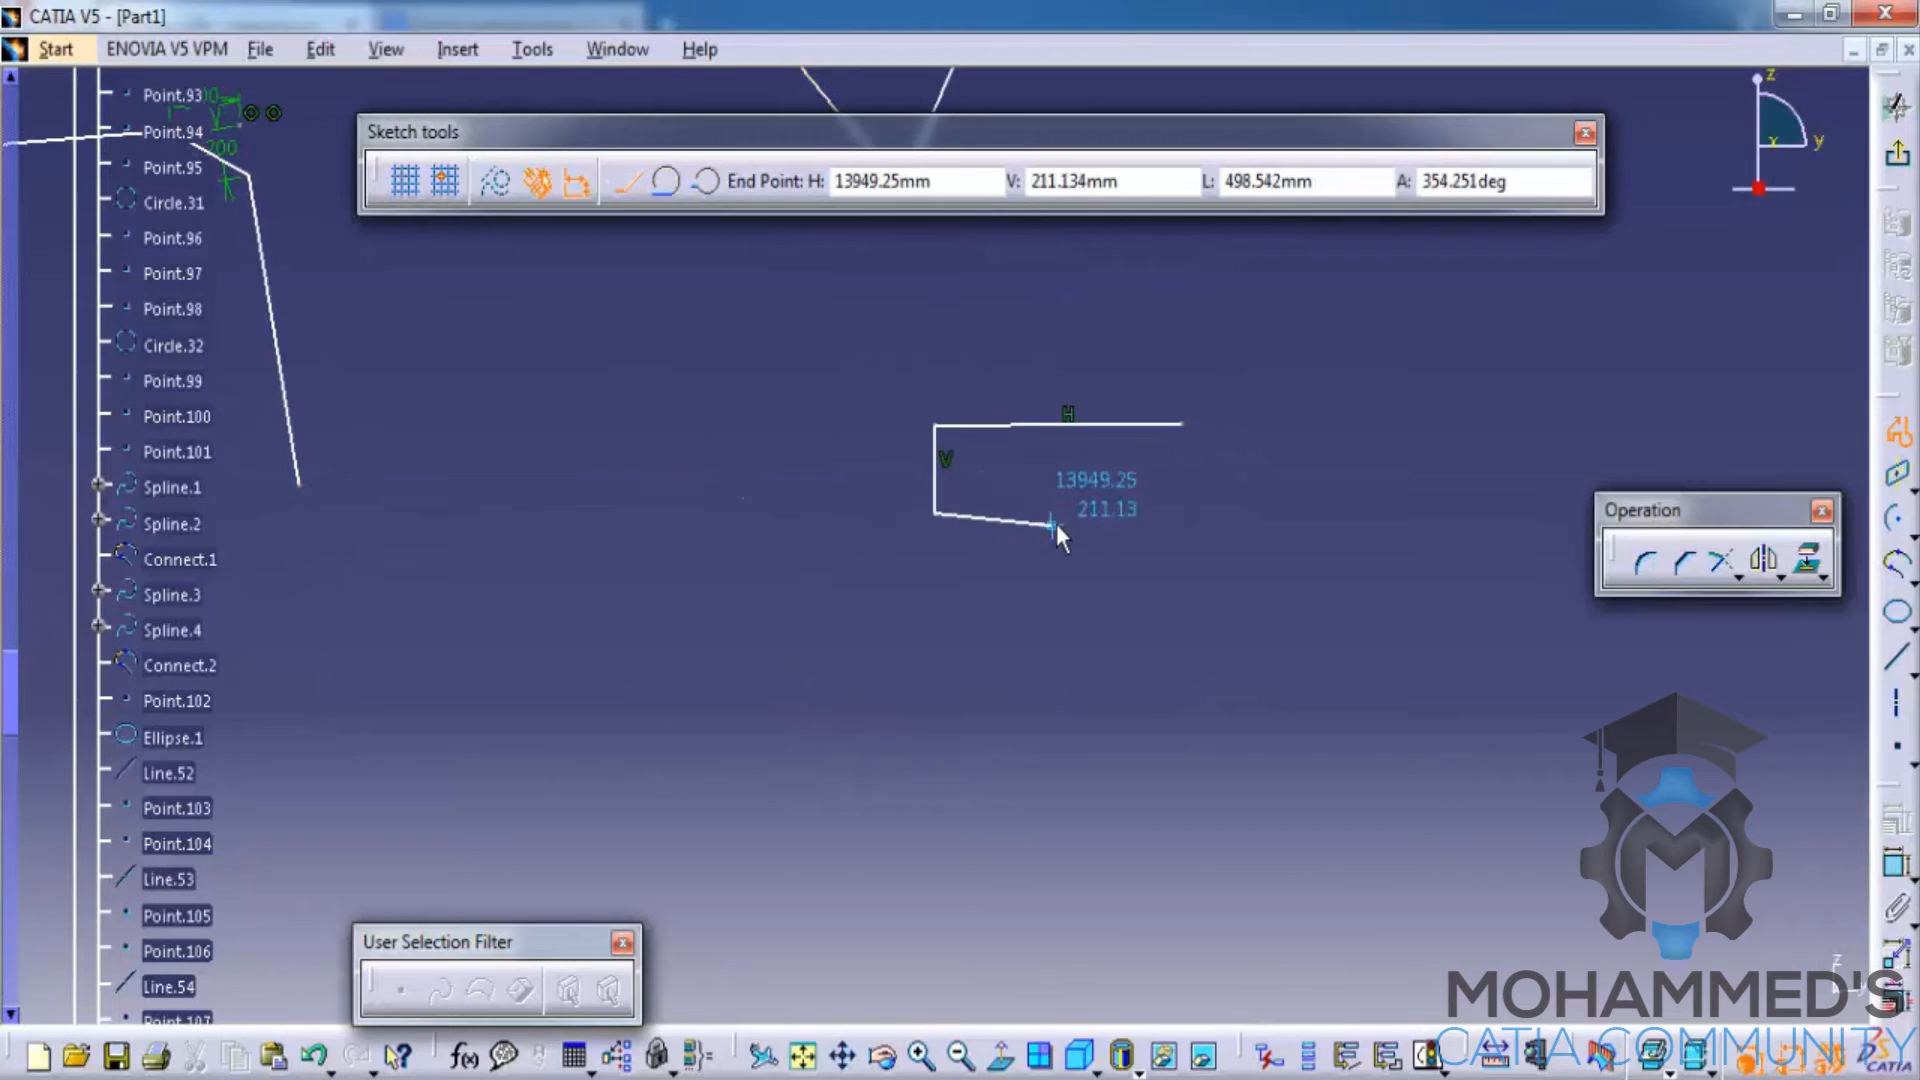 CATIA V5 - [Part1]
Start ENOVIA V5 VPM File Edit View Insert Tools Window Help
Sketch tools
End Point: H: 13949.25mm V: 211.134mm L: 498.542mm A: 354.251deg
z
x
y
Point.93
Point.94
200
Point.95
Circle.31
Point.96
Point.97
Point.98
Circle.32
Point.99
Point.100
Point.101
Spline.1
Spline.2
Connect.1
Spline.3
Spline.4
Connect.2
Point.102
Ellipse.1
Line.52
Point.103
Point.104
Line.53
Point.105
Point.106
Line.54
Point.107
H
V
13949.25
211.13
Operation
User Selection Filter
f(x)
z
MOHAMMED'S
CATIA COMMUNITY
CATIA